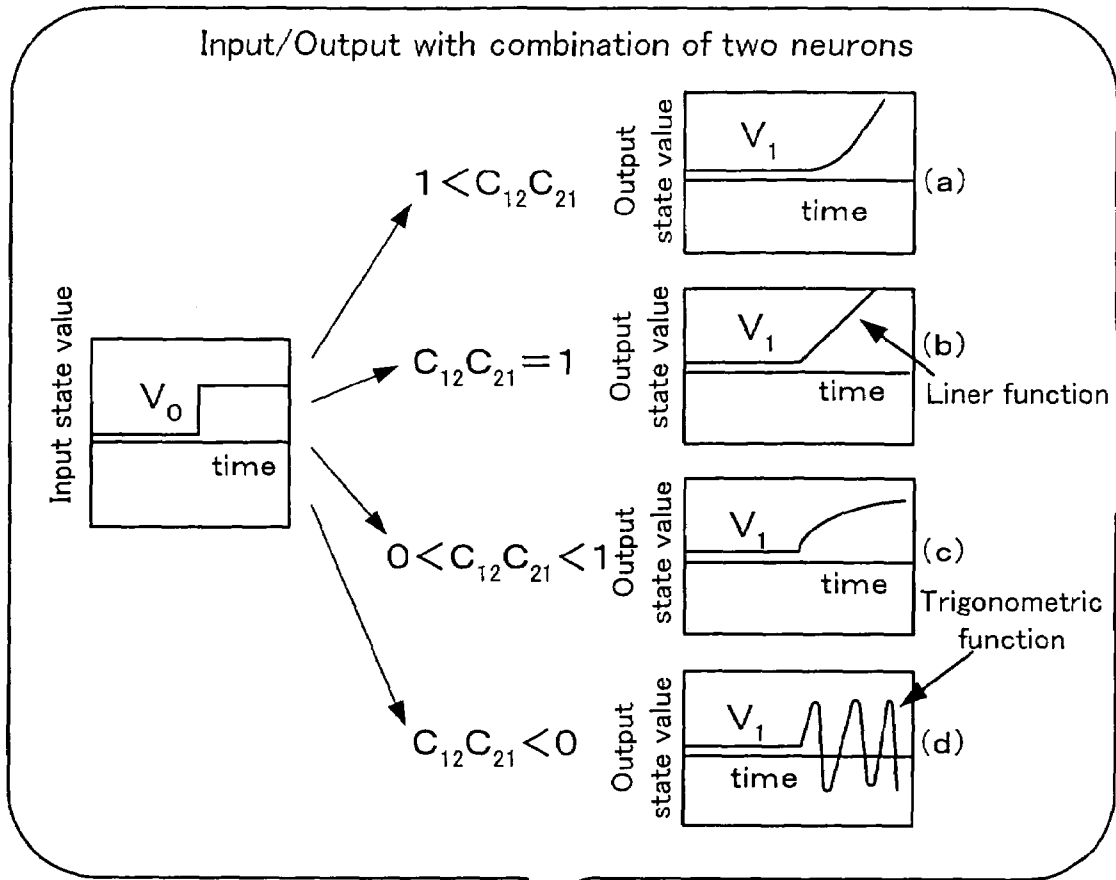 Input/Output with combination of two neurons
Input state value
V₀
time
1<C₁₂C₂₁
Output
state value
V₁
time
(a)
C₁₂C₂₁=1
Output
state value
V₁
time
(b)
Liner function
0<C₁₂C₂₁<1
Output
state value
V₁
time
(c)
Trigonometric
function
C₁₂C₂₁<0
Output
state value
V₁
time
(d)